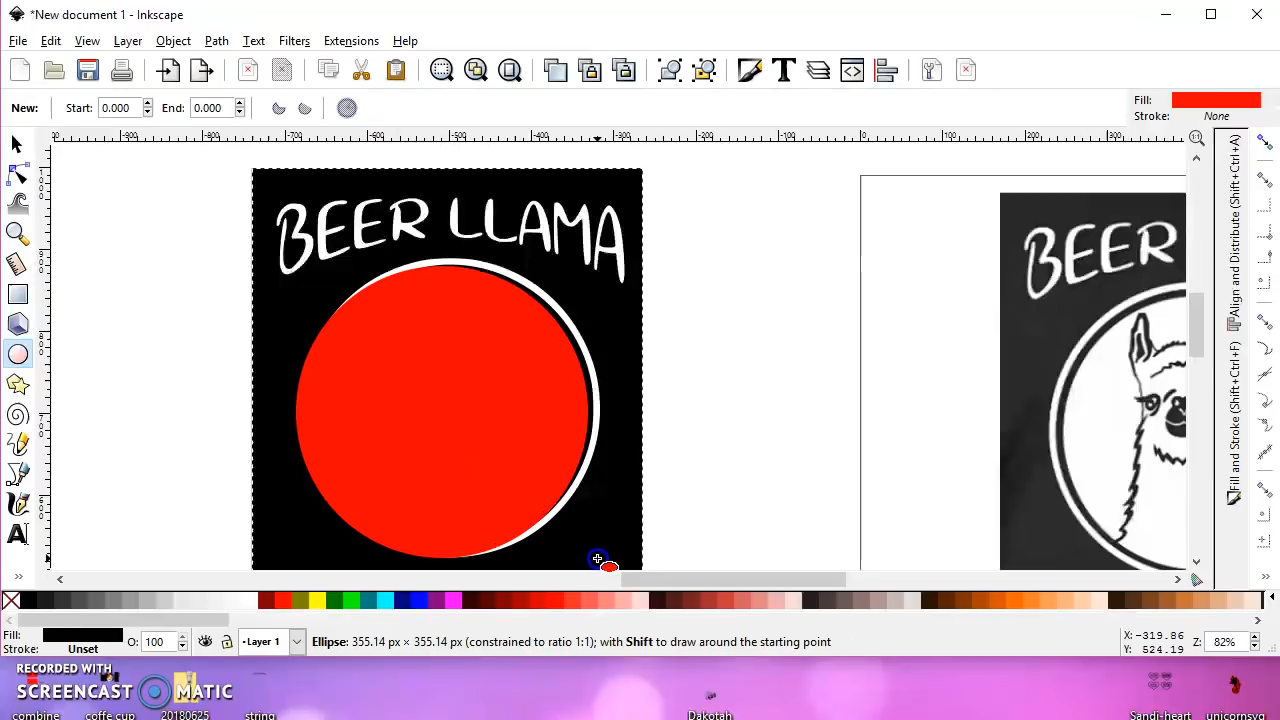 *New document 1 - Inkscape
File Edit View Layer Object Path Text Filters Extensions Help
New: Start: 0.000 End: 0.000
Fill:
Stroke: None
BEER LLAMA
BEER
Align and Distribute (Shift+Ctrl+A)
Fill and Stroke (Shift+Ctrl+F)
Fill:
Stroke: Unset
O: 100
Layer 1
Ellipse: 355.14 px × 355.14 px (constrained to ratio 1:1); with Shift to draw around the starting point
X: -319.86
Y: 524.19
Z: 82%
RECORDED WITH
SCREENCAST MATIC
combine coffe cup 20180625 string Dakotah Sandi-heart unicornsvg